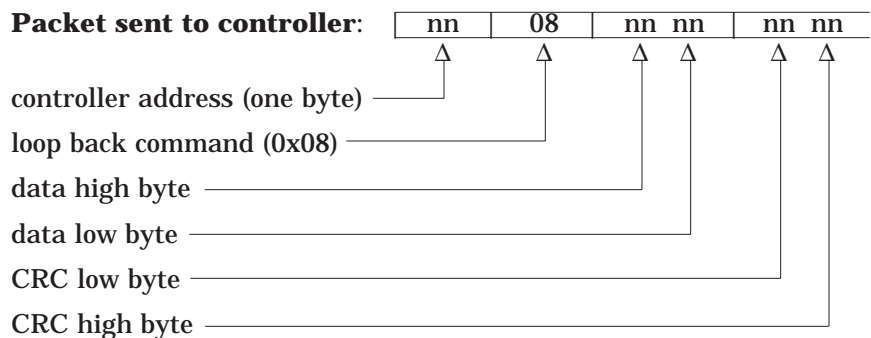 Packet sent to controller: nn 08 nn nn nn nn
controller address (one byte)
loop back command (0x08)
data high byte
data low byte
CRC low byte
CRC high byte